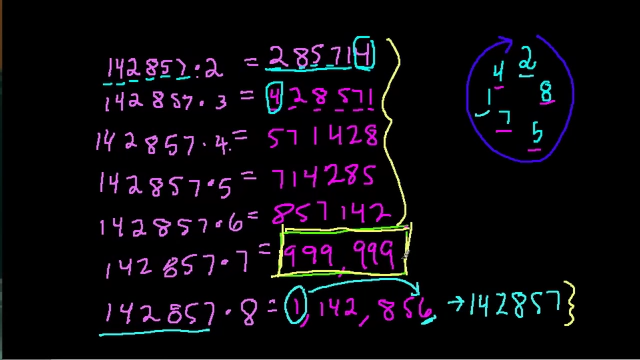 142857·2 = 285714
142857·3 = 428571
142857·4 = 571428
142857·5 = 714285
142857·6 = 857142
142857·7 = 999,999
142857·8 = 1,142,856 → 142857
1 4 2 8 5 7